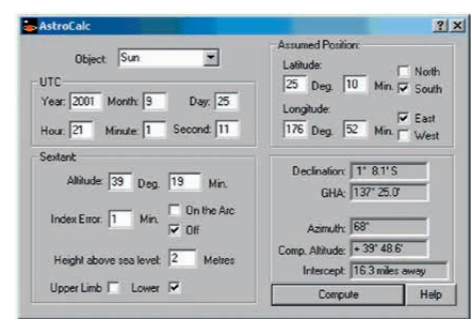 AstroCalc
Object: Sun
UTC
Year: 2001 Month: 9 Day: 25
Hour: 21 Minute: 1 Second: 11
Sextant:
Altitude: 39 Deg. 19 Min.
Index Error: 1 Min. On the Arc
Off
Height above sea level: 2 Metres
Upper Limb Lower
Assumed Position:
Latitude:
25 Deg. 10 Min. North
South
Longitude:
176 Deg. 52 Min. East
West
Declination: 1° 8.1'S
GHA: 137° 25.0'
Azimuth: 68°
Comp. Altitude: + 39° 48.6'
Intercept: 16.3 miles away
Compute Help